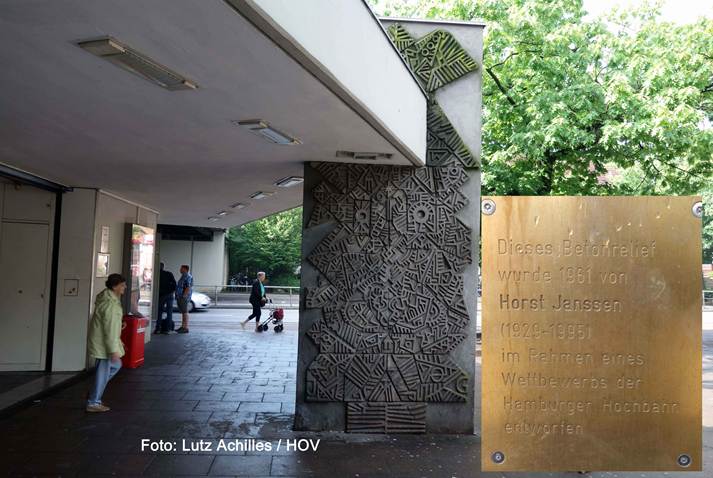 Dieses Betonrelief
wurde 1961 von
Horst Janssen
(1929-1995)
im Rahmen eines
Wettbewerbs der
Hamburger Hochbahn
entworfen
Foto: Lutz Achilles / HOV